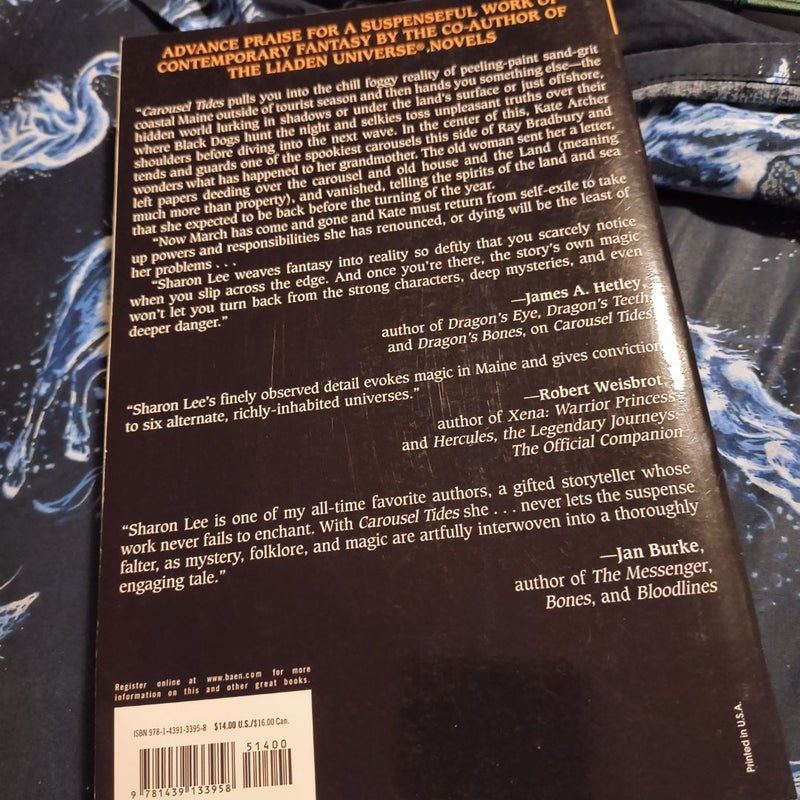 ADVANCE PRAISE FOR A SUSPENSEFUL WORK OF
CONTEMPORARY FANTASY BY THE CO-AUTHOR OF
THE LIADEN UNIVERSE® NOVELS
"Carousel Tides pulls you into the chill foggy reality of peeling-paint sand-grit
coastal Maine outside of tourist season and then hands you something else—the
hidden world lurking in shadows or under the land's surface or just offshore,
where Black Dogs hunt the night and selkies toss unpleasant truths over their
shoulders before diving into the next wave. In the center of this, Kate Archer
tends and guards one of the spookiest carousels this side of Ray Bradbury and
wonders what has happened to her grandmother. The old woman sent her a letter,
left papers deeding over the carousel and old house and the Land (meaning
much more than property), and vanished, telling the spirits of the land and sea
that she expected to be back before the turning of the year.
"Now March has come and gone and Kate must return from self-exile to take
up powers and responsibilities she has renounced, or dying will be the least of
her problems . . .
"Sharon Lee weaves fantasy into reality so deftly that you scarcely notice
when you slip across the edge. And once you're there, the story's own magic
won't let you turn back from the strong characters, deep mysteries, and even
deeper danger."
—James A. Hetley,
author of Dragon's Eye, Dragon's Teeth,
and Dragon's Bones, on Carousel Tides
"Sharon Lee's finely observed detail evokes magic in Maine and gives conviction
to six alternate, richly-inhabited universes."
—Robert Weisbrot,
author of Xena: Warrior Princess
and Hercules, the Legendary Journeys:
The Official Companion
"Sharon Lee is one of my all-time favorite authors, a gifted storyteller whose
work never fails to enchant. With Carousel Tides she . . . never lets the suspense
falter, as mystery, folklore, and magic are artfully interwoven into a thoroughly
engaging tale."
—Jan Burke,
author of The Messenger,
Bones, and Bloodlines
Register online at www.baen.com for more
information on this and other great books.
ISBN 978-1-4391-3395-8 $14.00 U.S./$16.00 Can.
51400
9 781439 133958
Printed in U.S.A.